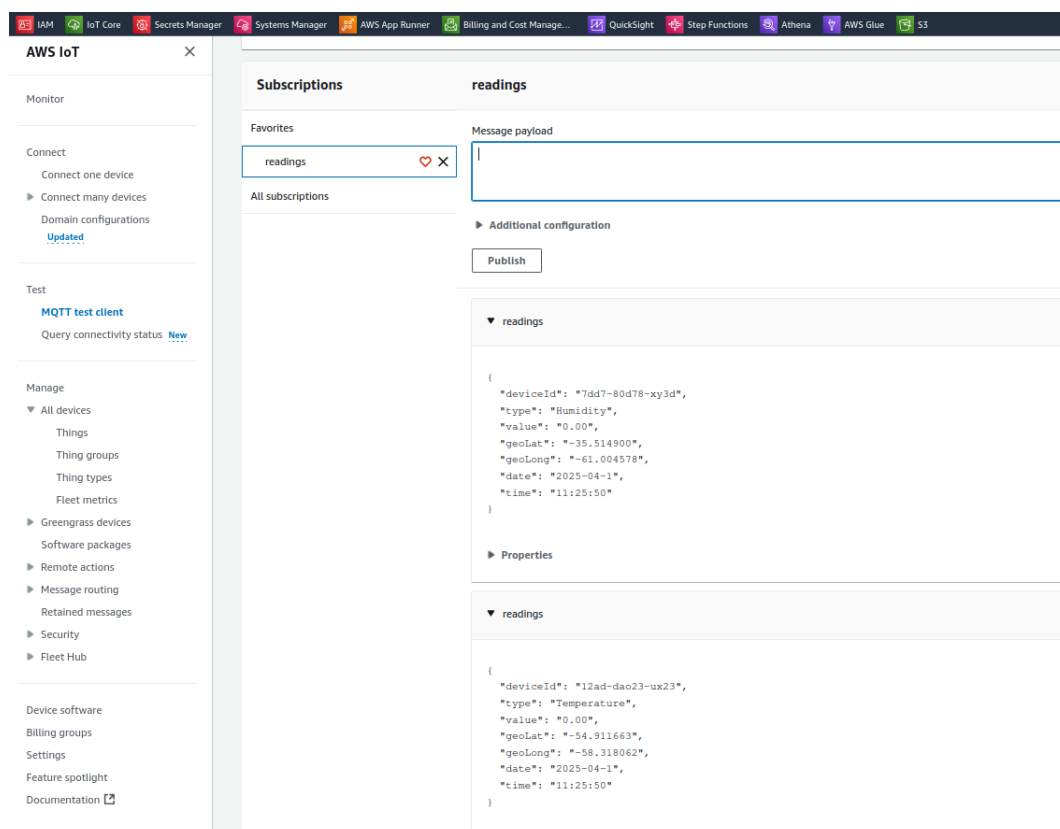 IAM IoT Core Secrets Manager Systems Manager AWS App Runner Billing and Cost Manage... QuickSight Step Functions Athena AWS Glue S3
AWS IoT
Monitor
Connect
Connect one device
Connect many devices
Domain configurations
Updated
Test
MQTT test client
Query connectivity status New
Manage
All devices
Things
Thing groups
Thing types
Fleet metrics
Greengrass devices
Software packages
Remote actions
Message routing
Retained messages
Security
Fleet Hub
Device software
Billing groups
Settings
Feature spotlight
Documentation
Subscriptions
Favorites
readings
All subscriptions
readings
Message payload
Additional configuration
Publish
readings
{
"deviceId": "7dd7-80d78-xy3d",
"type": "Humidity",
"value": "0.00",
"geoLat": "-35.514900",
"geoLong": "-61.004578",
"date": "2025-04-1",
"time": "11:25:50"
}
Properties
readings
{
"deviceId": "12ad-dao23-ux23",
"type": "Temperature",
"value": "0.00",
"geoLat": "-54.911663",
"geoLong": "-58.318062",
"date": "2025-04-1",
"time": "11:25:50"
}